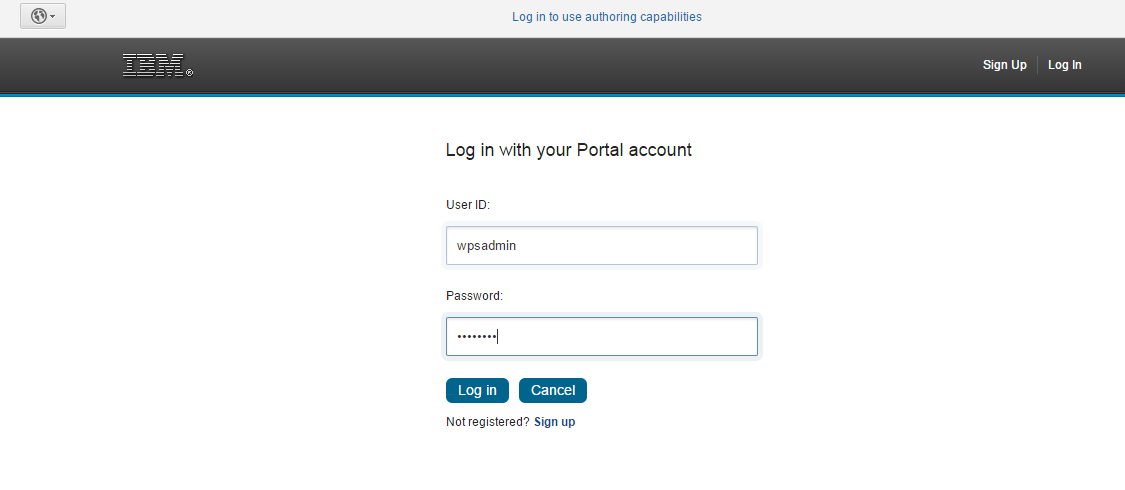 Log in to use authoring capabilities
IBM®
Sign Up Log In
Log in with your Portal account
User ID:
wpsadmin
Password:
••••••••
Log in Cancel
Not registered? Sign up